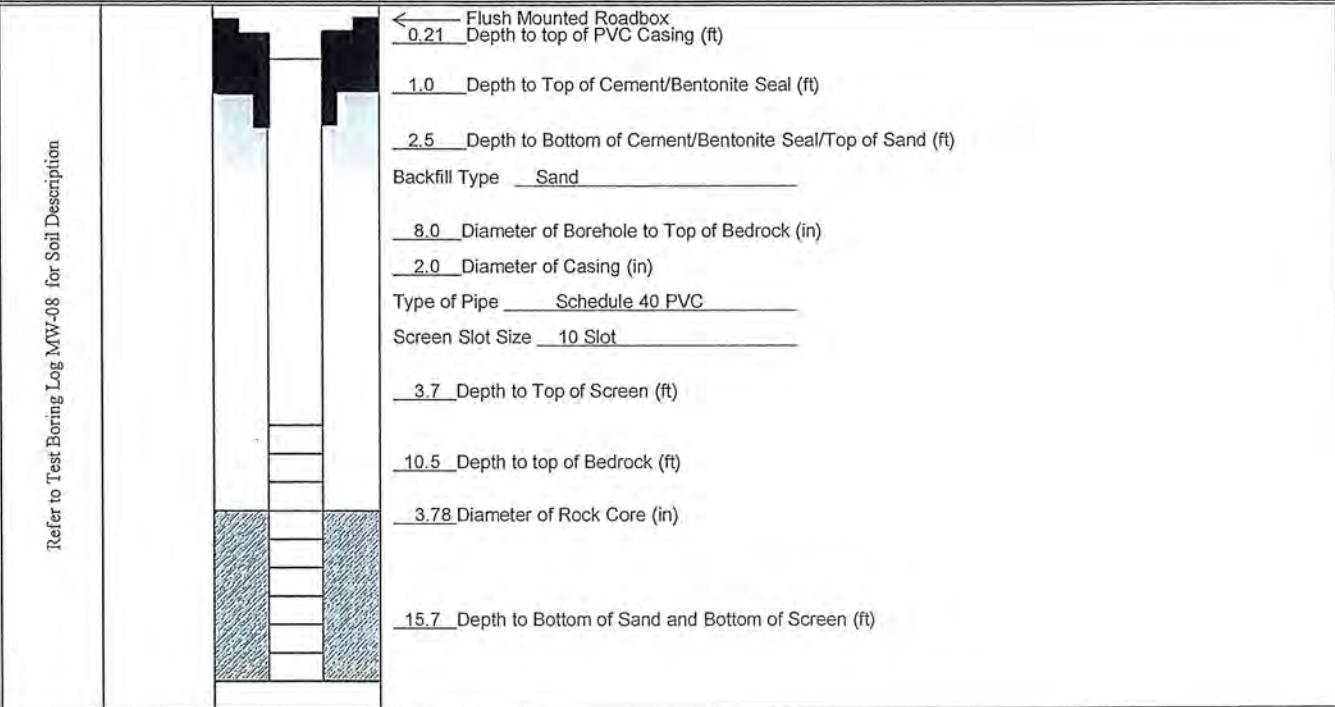 Flush Mounted Roadbox
0.21 Depth to top of PVC Casing (ft)
1.0 Depth to Top of Cement/Bentonite Seal (ft)
2.5 Depth to Bottom of Cement/Bentonite Seal/Top of Sand (ft)
Backfill Type Sand
8.0 Diameter of Borehole to Top of Bedrock (in)
2.0 Diameter of Casing (in)
Type of Pipe Schedule 40 PVC
Screen Slot Size 10 Slot
3.7 Depth to Top of Screen (ft)
10.5 Depth to top of Bedrock (ft)
3.78 Diameter of Rock Core (in)
15.7 Depth to Bottom of Sand and Bottom of Screen (ft)
Refer to Test Boring Log MW-08 for Soil Description